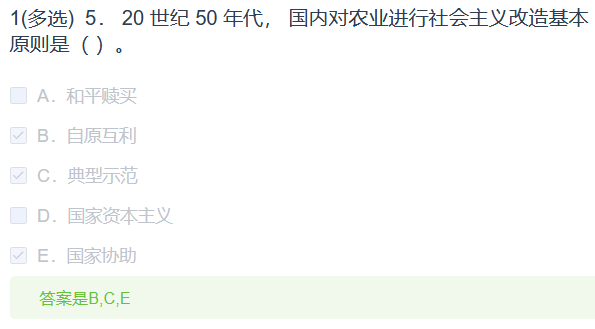 1(多选) 5． 20 世纪 50 年代， 国内对农业进行社会主义改造基本
原则是（ ）。
A．和平赎买
B．自原互利
C．典型示范
D．国家资本主义
E．国家协助
答案是B,C,E